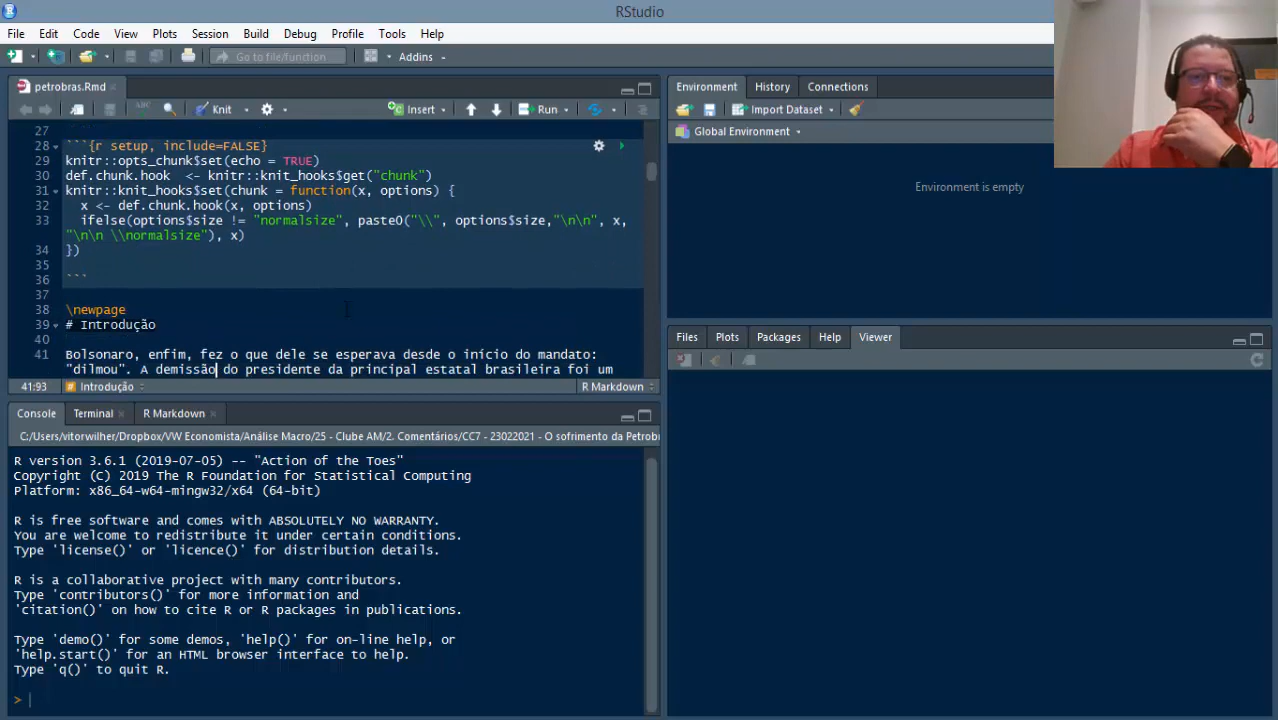 RStudio
File Edit Code View Plots Session Build Debug Profile Tools Help
Go to file/function Addins
petrobras.Rmd
ABC Knit Insert Run
27
28 ```{r setup, include=FALSE}
29 knitr::opts_chunk$set(echo = TRUE)
30 def.chunk.hook  <- knitr::knit_hooks$get("chunk")
31 knitr::knit_hooks$set(chunk = function(x, options) {
32   x <- def.chunk.hook(x, options)
33   ifelse(options$size != "normalsize", paste0("\\", options$size,"\n\n", x,
"\n\n \\normalsize"), x)
34 })
35
36 ```
37
38 \newpage
39 # Introdução
40
41 Bolsonaro, enfim, fez o que dele se esperava desde o início do mandato:
"dilmou". A demissão do presidente da principal estatal brasileira foi um
41:93 # Introdução R Markdown
Console Terminal R Markdown
C:/Users/vitorwilher/Dropbox/VW Economista/Análise Macro/25 - Clube AM/2. Comentários/CC7 - 23022021 - O sofrimento da Petrob
R version 3.6.1 (2019-07-05) -- "Action of the Toes"
Copyright (C) 2019 The R Foundation for Statistical Computing
Platform: x86_64-w64-mingw32/x64 (64-bit)
R is free software and comes with ABSOLUTELY NO WARRANTY.
You are welcome to redistribute it under certain conditions.
Type 'license()' or 'licence()' for distribution details.
R is a collaborative project with many contributors.
Type 'contributors()' for more information and
'citation()' on how to cite R or R packages in publications.
Type 'demo()' for some demos, 'help()' for on-line help, or
'help.start()' for an HTML browser interface to help.
Type 'q()' to quit R.
>
Environment History Connections
Import Dataset
Global Environment
Environment is empty
Files Plots Packages Help Viewer